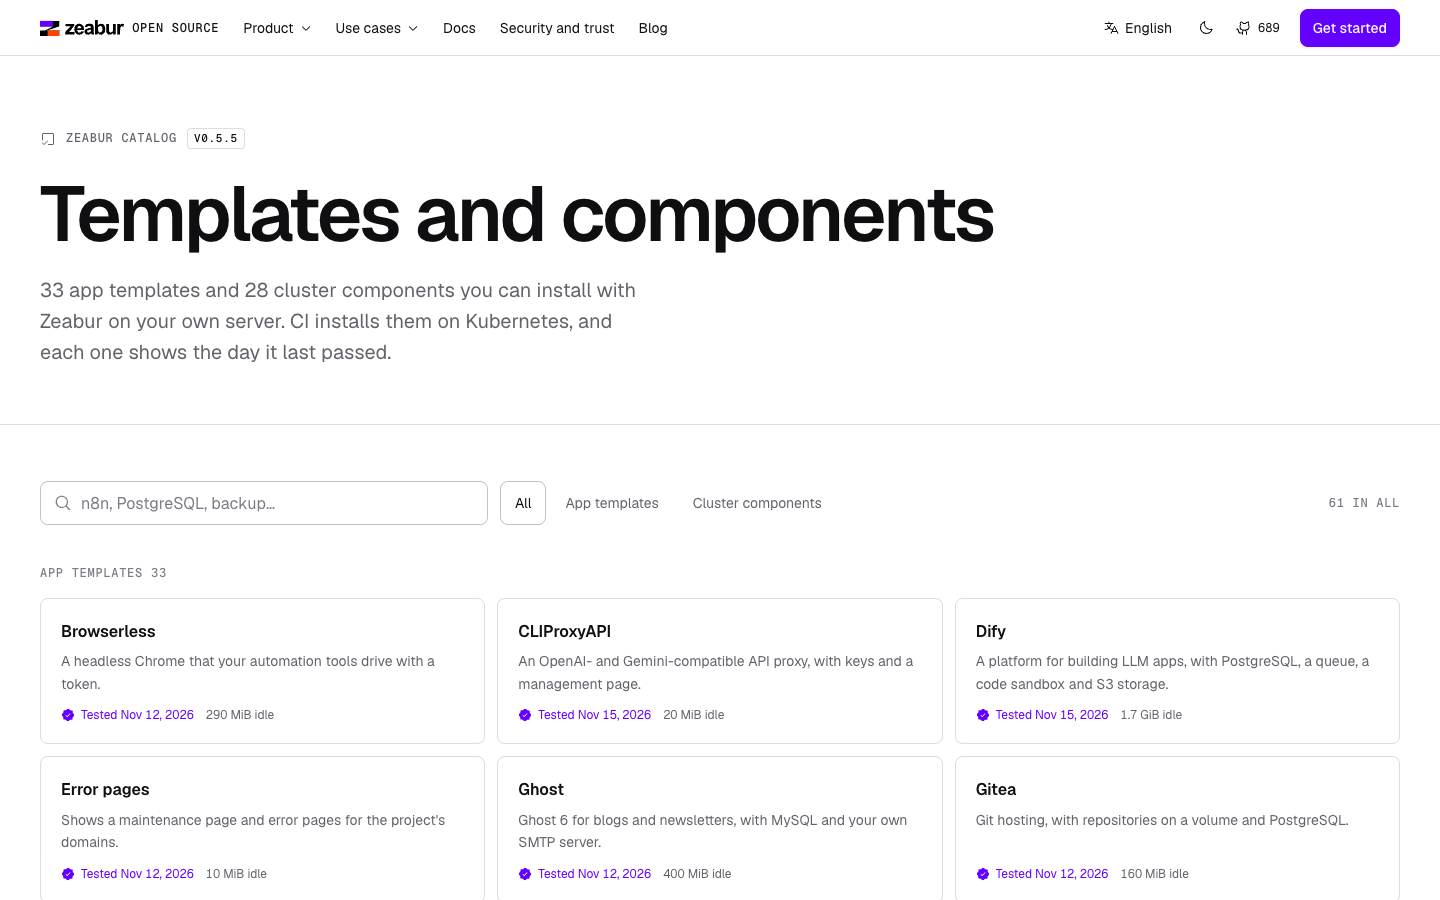 zeabur OPEN SOURCE Product Use cases Docs Security and trust Blog English 689 Get started
ZEABUR CATALOG V0.5.5
Templates and components
33 app templates and 28 cluster components you can install with
Zeabur on your own server. CI installs them on Kubernetes, and
each one shows the day it last passed.
n8n, PostgreSQL, backup... All App templates Cluster components 61 IN ALL
APP TEMPLATES 33
Browserless
A headless Chrome that your automation tools drive with a
token.
Tested Nov 12, 2026 290 MiB idle
CLIProxyAPI
An OpenAI- and Gemini-compatible API proxy, with keys and a
management page.
Tested Nov 15, 2026 20 MiB idle
Dify
A platform for building LLM apps, with PostgreSQL, a queue, a
code sandbox and S3 storage.
Tested Nov 15, 2026 1.7 GiB idle
Error pages
Shows a maintenance page and error pages for the project's
domains.
Tested Nov 12, 2026 10 MiB idle
Ghost
Ghost 6 for blogs and newsletters, with MySQL and your own
SMTP server.
Tested Nov 12, 2026 400 MiB idle
Gitea
Git hosting, with repositories on a volume and PostgreSQL.
Tested Nov 12, 2026 160 MiB idle